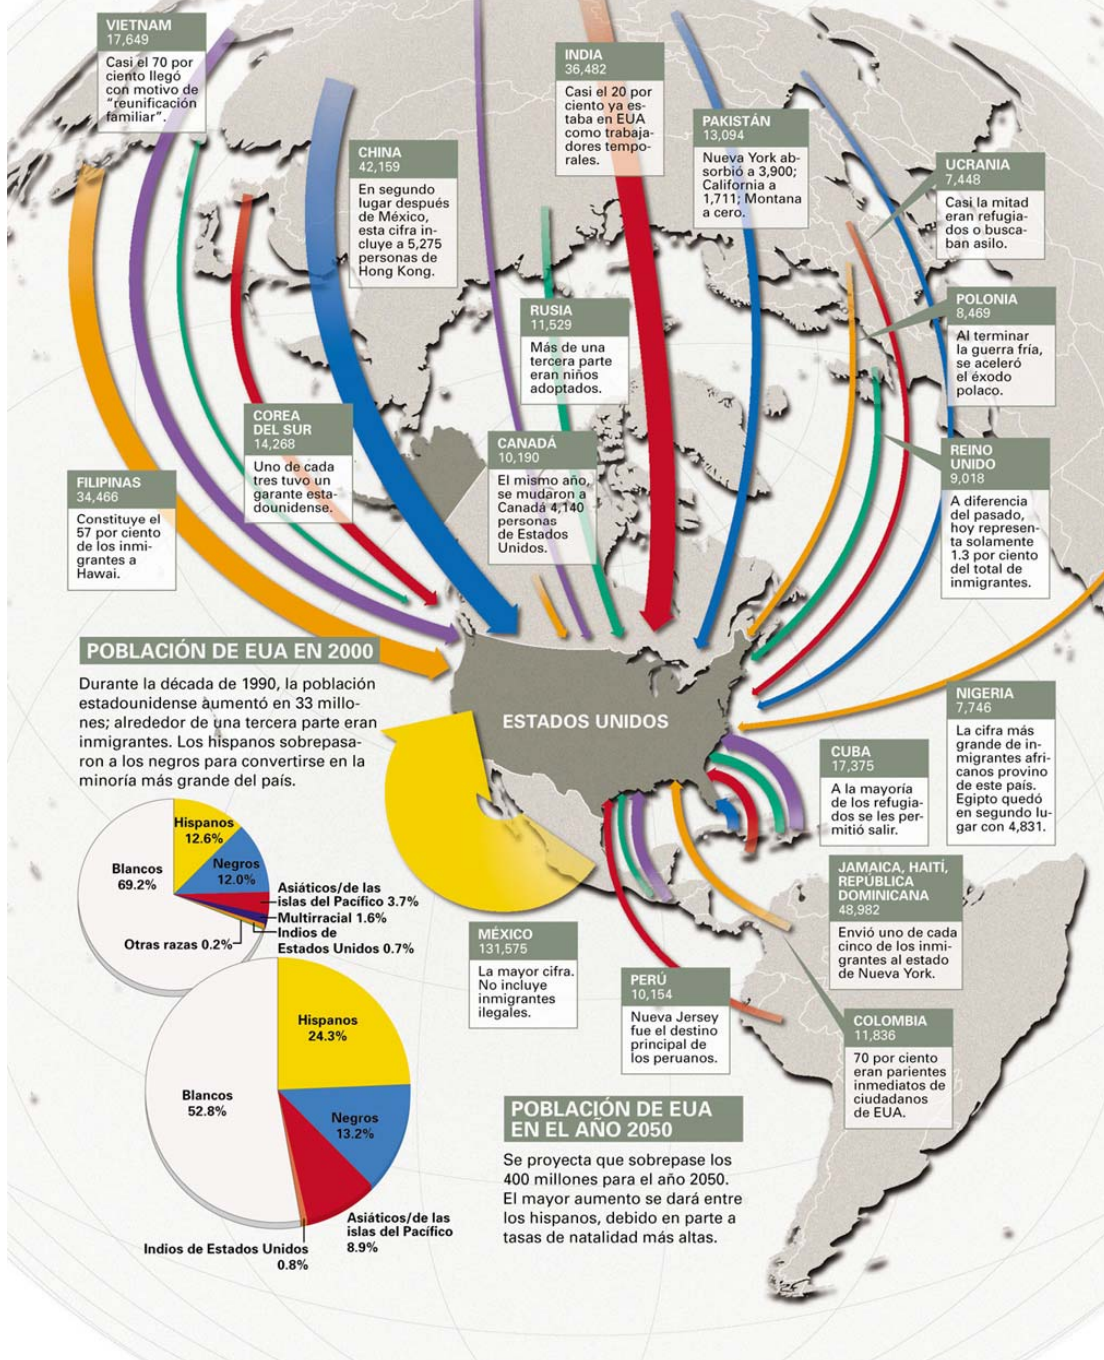 VIETNAM
17,649
Casi el 70 por
ciento llegó
con motivo de
“reunificación
familiar”.
CHINA
42,159
En segundo
lugar después
de México,
esta cifra in-
cluye a 5,275
personas de
Hong Kong.
INDIA
36,482
Casi el 20 por
ciento ya es-
taba en EUA
como trabaja-
dores tempo-
rales.
PAKISTÁN
13,094
Nueva York ab-
sorbió a 3,900;
California a
1,711; Montana
a cero.
UCRANIA
7,448
Casi la mitad
eran refugia-
dos o busca-
ban asilo.
RUSIA
11,529
Más de una
tercera parte
eran niños
adoptados.
POLONIA
8,469
Al terminar
la guerra fría,
se aceleró
el éxodo
polaco.
COREA
DEL SUR
14,268
Uno de cada
tres tuvo un
garante esta-
dounidense.
CANADÁ
10,190
El mismo año,
se mudaron a
Canadá 4,140
personas
de Estados
Unidos.
REINO
UNIDO
9,018
A diferencia
del pasado,
hoy represen-
ta solamente
1.3 por ciento
del total de
inmigrantes.
FILIPINAS
34,466
Constituye el
57 por ciento
de los inmi-
grantes a
Hawai.
POBLACIÓN DE EUA EN 2000
Durante la década de 1990, la población
estadounidense aumentó en 33 millo-
nes; alrededor de una tercera parte eran
inmigrantes. Los hispanos sobrepasa-
ron a los negros para convertirse en la
minoría más grande del país.
ESTADOS UNIDOS
NIGERIA
7,746
La cifra más
grande de in-
migrantes afri-
canos provino
de este país.
Egipto quedó
en segundo lu-
gar con 4,831.
CUBA
17,375
A la mayoría
de los refugia-
dos se les per-
mitió salir.
Hispanos
12.6%
Blancos
69.2%
Negros
12.0%
Asiáticos/de las
islas del Pacífico 3.7%
Multirracial 1.6%
Otras razas 0.2%
Indios de
Estados Unidos 0.7%
JAMAICA, HAITÍ,
REPÚBLICA
DOMINICANA
48,982
Envió uno de cada
cinco de los inmi-
grantes al estado
de Nueva York.
MÉXICO
131,575
La mayor cifra.
No incluye
inmigrantes
ilegales.
PERÚ
10,154
Nueva Jersey
fue el destino
principal de
los peruanos.
COLOMBIA
11,836
70 por ciento
eran parientes
inmediatos de
ciudadanos
de EUA.
Hispanos
24.3%
Blancos
52.8%
Negros
13.2%
Asiáticos/de las
islas del Pacífico
8.9%
Indios de Estados Unidos
0.8%
POBLACIÓN DE EUA
EN EL AÑO 2050
Se proyecta que sobrepase los
400 millones para el año 2050.
El mayor aumento se dará entre
los hispanos, debido en parte a
tasas de natalidad más altas.